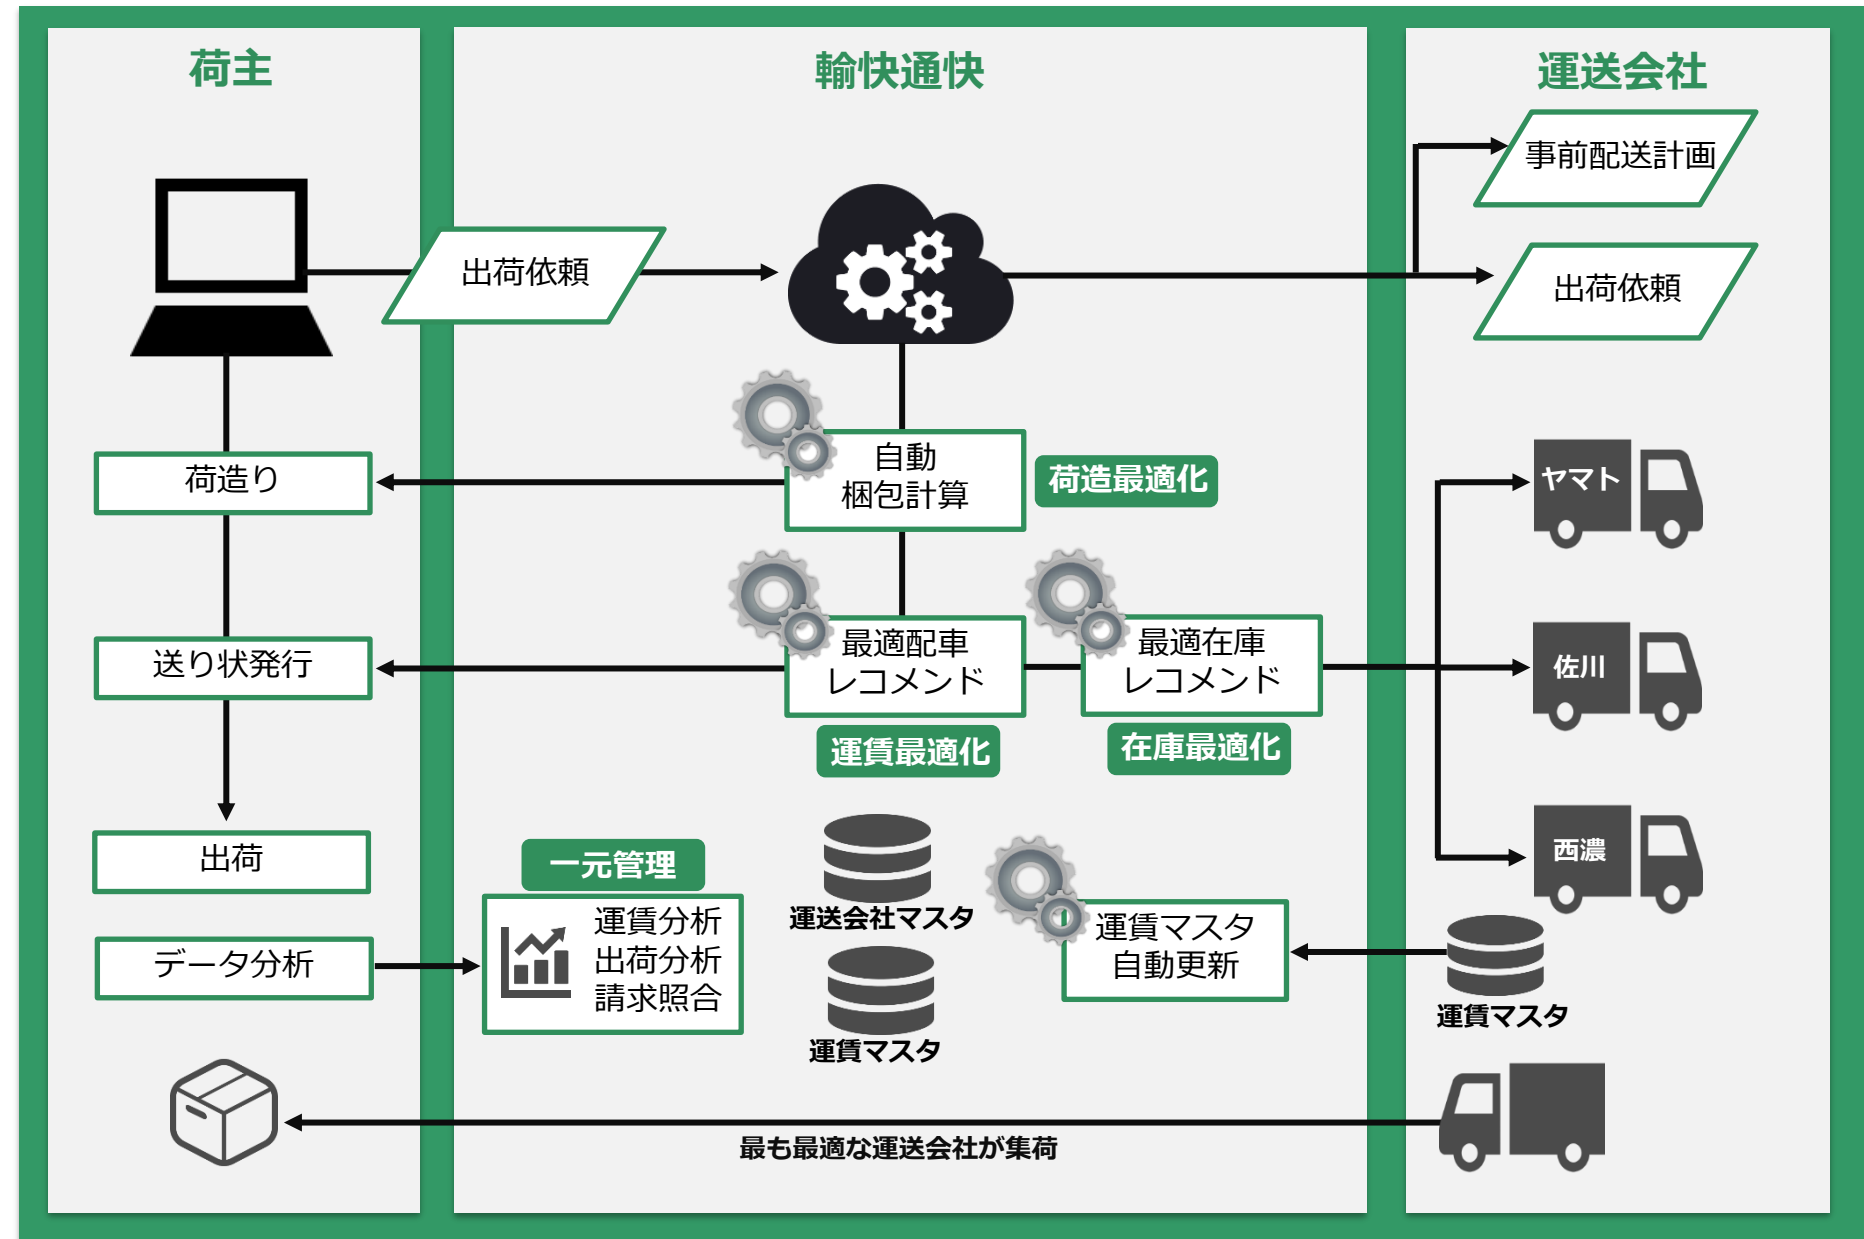 荷主
輸快通快
運送会社
事前配送計画
出荷依頼
出荷依頼
自動
梱包計算
荷造最適化
荷造り
ヤマト
最適配車
レコメンド
運賃最適化
最適在庫
レコメンド
在庫最適化
送り状発行
佐川
出荷
一元管理
運賃分析
出荷分析
請求照合
データ分析
運送会社マスタ
運賃マスタ
運賃マスタ
自動更新
西濃
運賃マスタ
最も最適な運送会社が集荷